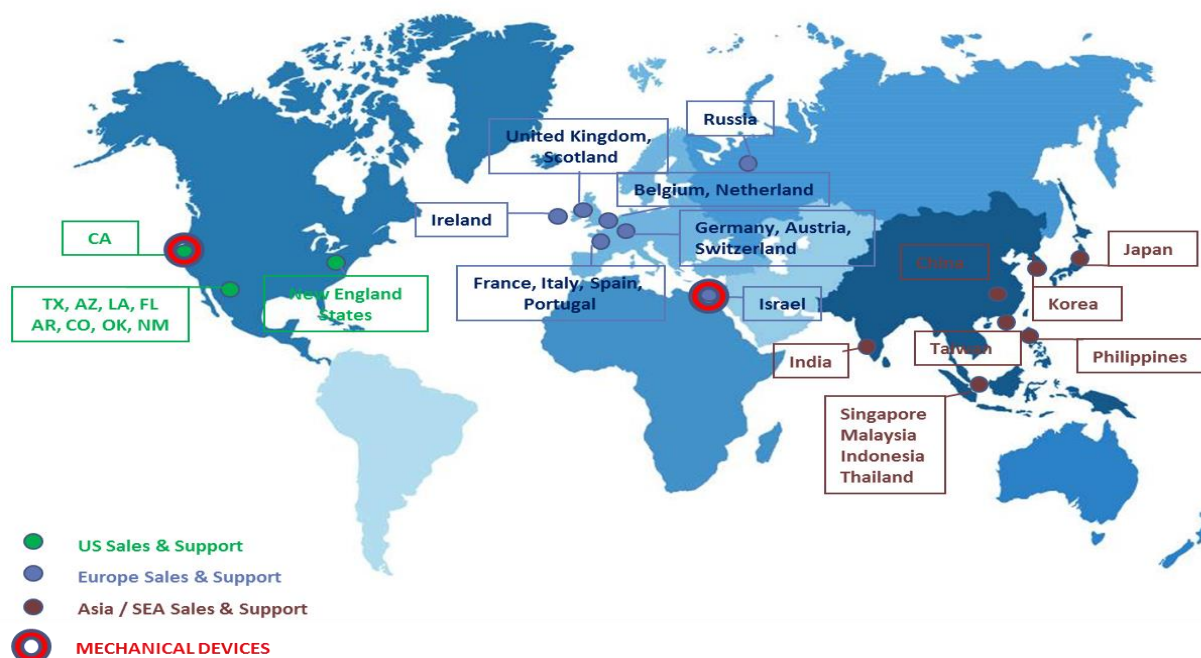 Russia
United Kingdom,
Scotland
Belgium, Netherland
Ireland
CA
Germany, Austria,
Switzerland
China
Japan
France, Italy, Spain,
Portugal
Israel
Korea
TX, AZ, LA, FL
AR, CO, OK, NM
New England
States
India
Taiwan
Philippines
Singapore
Malaysia
Indonesia
Thailand
US Sales & Support
Europe Sales & Support
Asia / SEA Sales & Support
MECHANICAL DEVICES